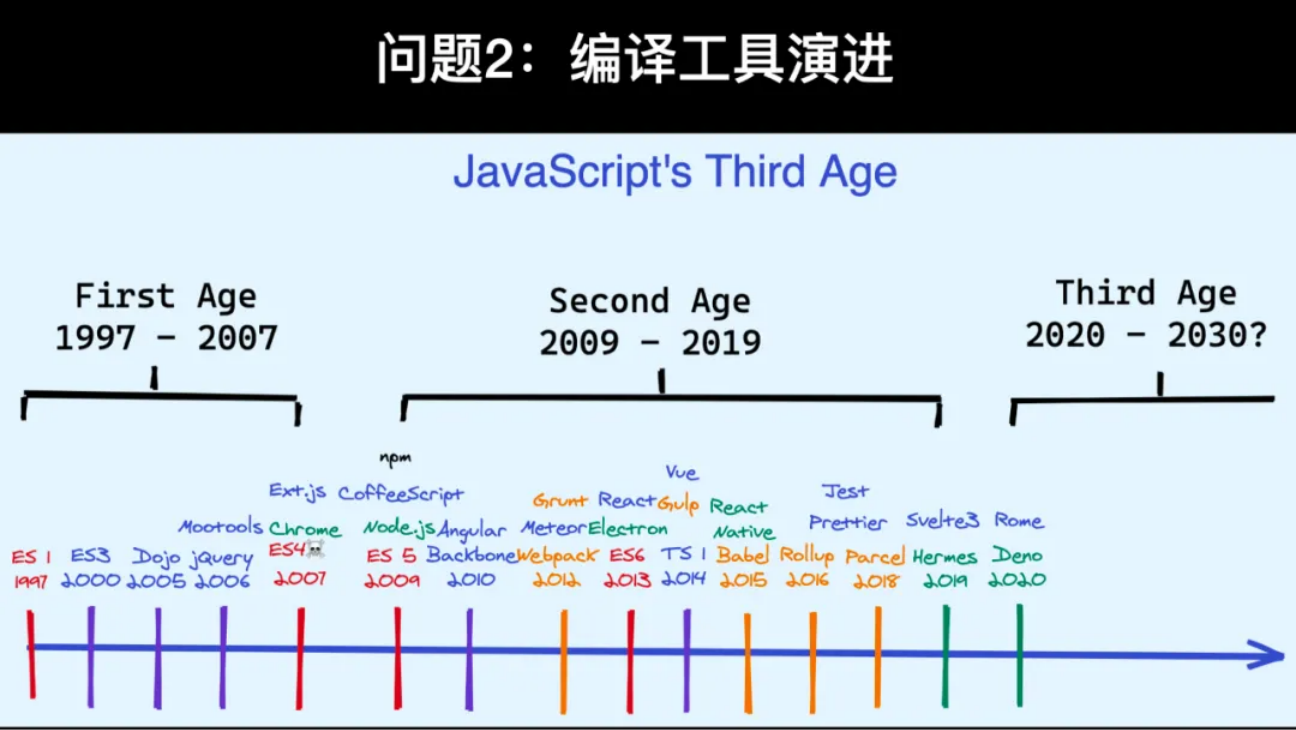 问题2：编译工具演进
JavaScript's Third Age
First Age
1997 - 2007
Second Age
2009 - 2019
Third Age
2020 - 2030?
npm
Vue
Ext.js CoffeeScript Grunt React Gulp React Jest
Mootools Chrome Node.js Angular Meteor Electron Native Prettier Svelte3 Rome
ES 1 ES3 Dojo jQuery ES4☠ ES 5 Backbone Webpack ES6 TS 1 Babel Rollup Parcel Hermes Deno
1997 2000 2005 2006 2007 2009 2010 2012 2013 2014 2015 2016 2018 2019 2020